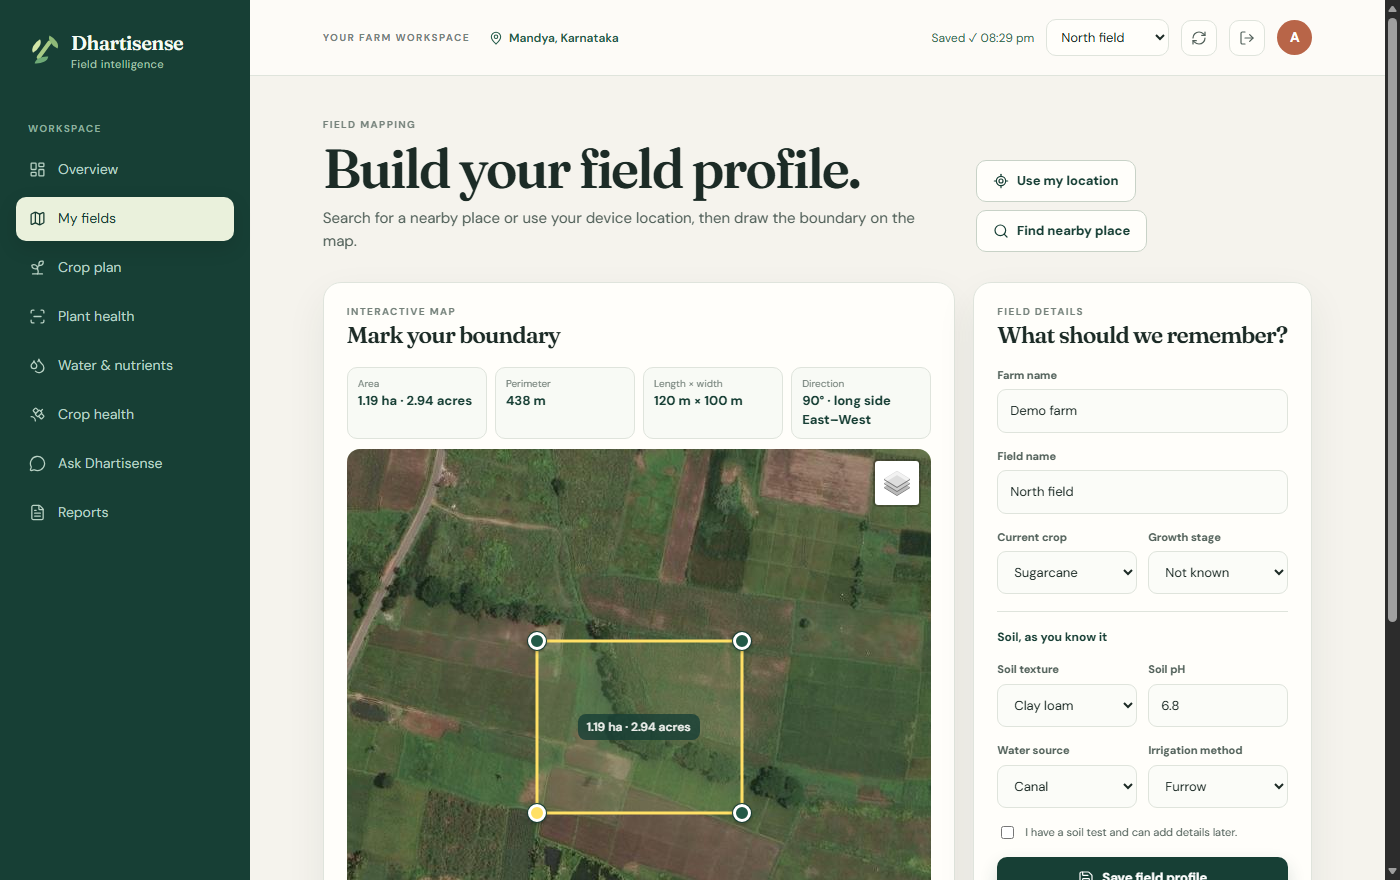 Dhartisense
Field intelligence
WORKSPACE
Overview
My fields
Crop plan
Plant health
Water & nutrients
Crop health
Ask Dhartisense
Reports
YOUR FARM WORKSPACE
Mandya, Karnataka
Saved ✓ 08:29 pm
North field
A
FIELD MAPPING
Build your field profile.
Search for a nearby place or use your device location, then draw the boundary on the
map.
Use my location
Find nearby place
INTERACTIVE MAP
Mark your boundary
Area
1.19 ha · 2.94 acres
Perimeter
438 m
Length × width
120 m × 100 m
Direction
90° · long side
East–West
1.19 ha · 2.94 acres
FIELD DETAILS
What should we remember?
Farm name
Demo farm
Field name
North field
Current crop
Growth stage
Sugarcane
Not known
Soil, as you know it
Soil texture
Soil pH
Clay loam
6.8
Water source
Irrigation method
Canal
Furrow
I have a soil test and can add details later.
Save field profile